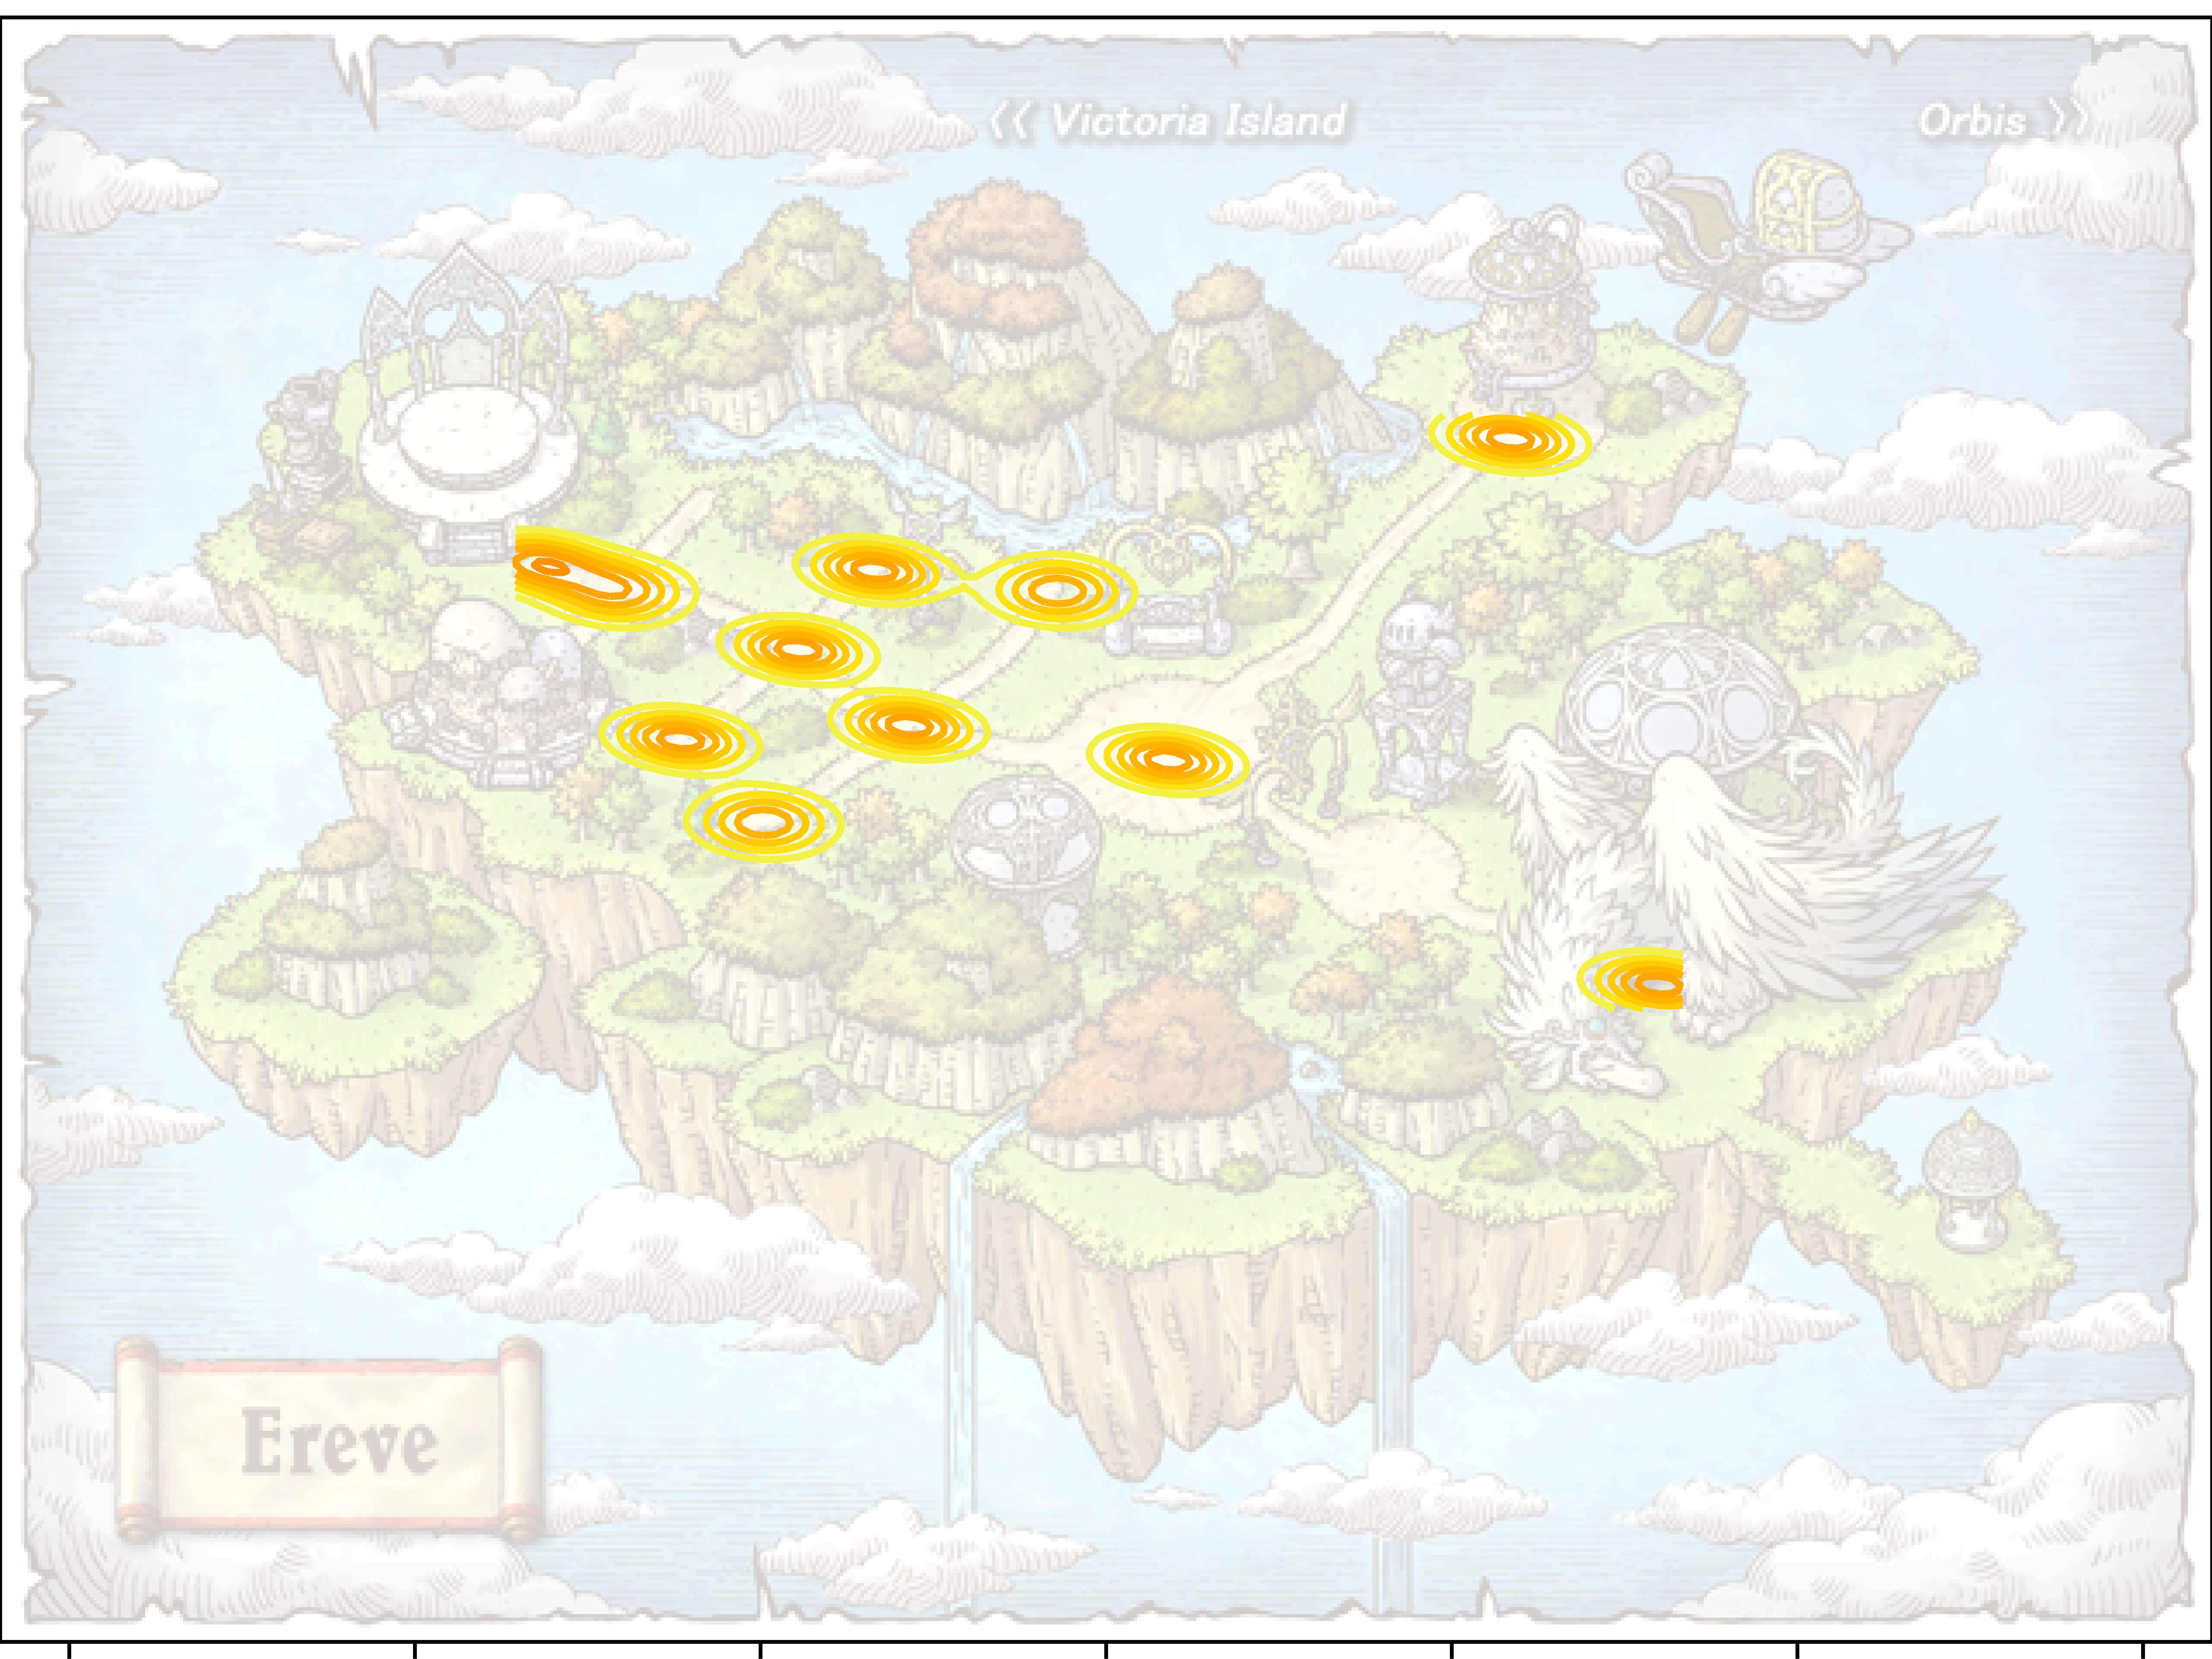 ⟨⟨ Victoria Island
Orbis ⟩⟩
Ereve